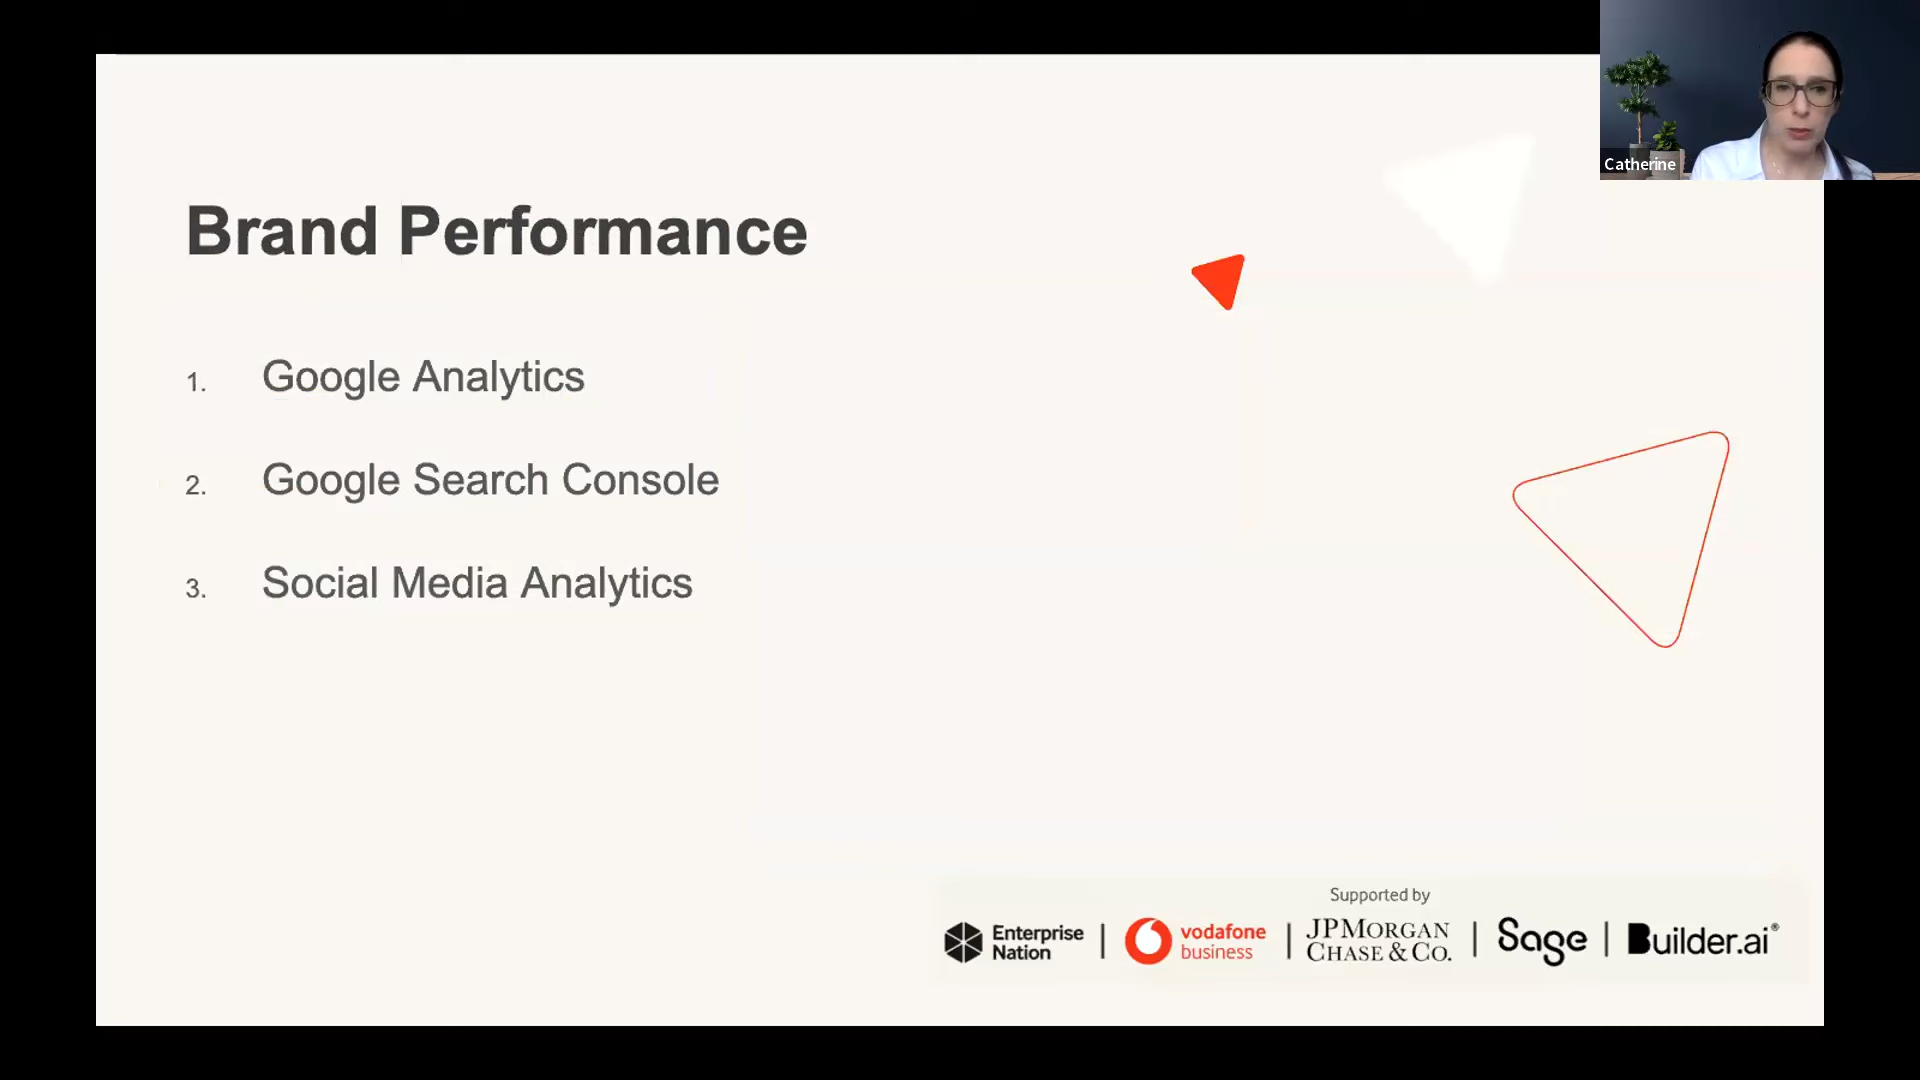 Catherine
Brand Performance
1. Google Analytics
2. Google Search Console
3. Social Media Analytics
Supported by
Enterprise
Nation
vodafone
business
JPMORGAN
CHASE & CO.
Sage
Builder.ai®